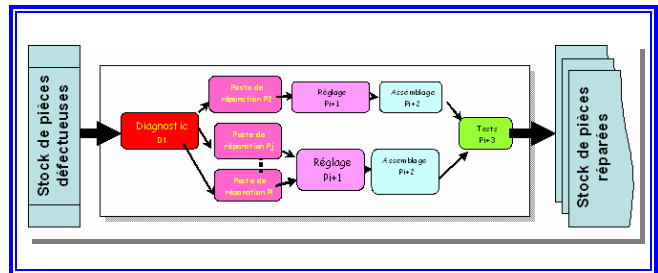 Stock de pièces
défectueuses
Diagnostic
D1
Poste de
réparation P2
Réglage
Pi+1
Assemblage
Pi+2
Poste de
réparation Pj
Poste de
réparation Pi
Réglage
Pi+1
Assemblage
Pi+2
Tests
Pi+3
Stock de pièces
réparées